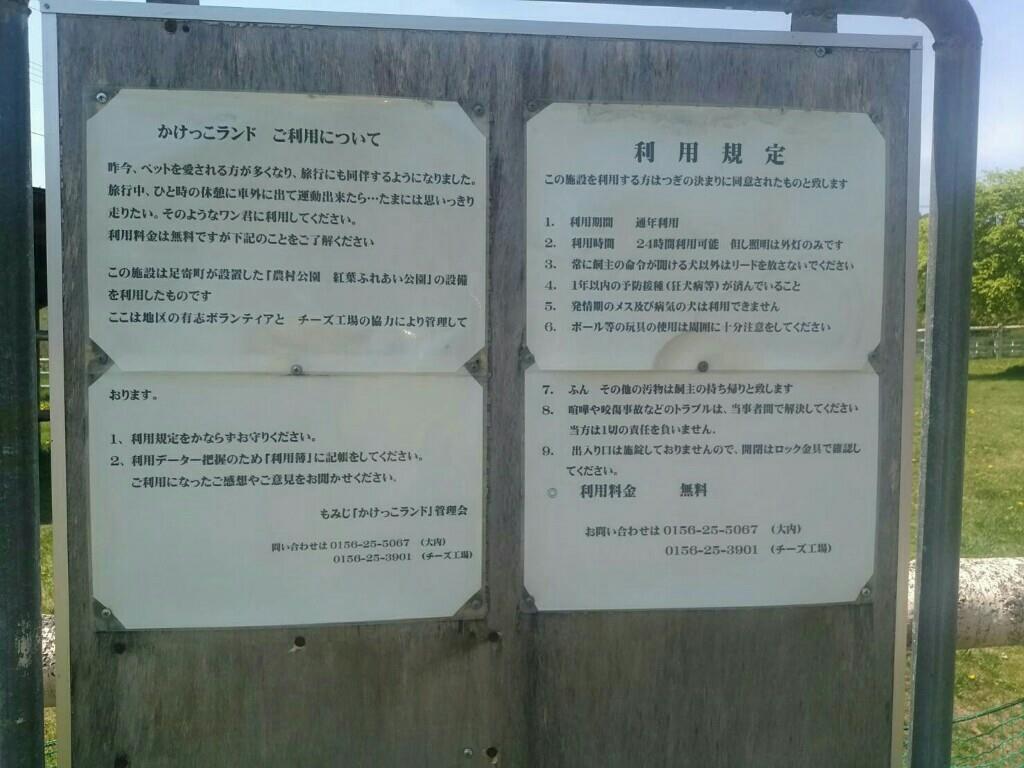 かけっこランド　ご利用について
昨今、ペットを愛される方が多くなり、旅行にも同伴するようになりました。
旅行中、ひと時の休憩に車外に出て運動出来たら…たまには思いっきり
走りたい。そのようなワン君に利用してください。
利用料金は無料ですが下記のことをご了解ください
この施設は足寄町が設置した「農村公園　紅葉ふれあい公園」の設備
を利用したものです
ここは地区の有志ボランティアと　チーズ工場の協力により管理して
おります。
1、利用規定をかならずお守りください。
2、利用データー把握のため「利用簿」に記帳をしてください。
ご利用になったご感想やご意見をお聞かせください。
もみじ「かけっこランド」管理会
問い合わせは 0156-25-5067　(大内)
0156-25-3901　(チーズ工場)
利　用　規　定
この施設を利用する方はつぎの決まりに同意されたものと致します
1.　利用期間　　通年利用
2.　利用時間　　24時間利用可能　但し照明は外灯のみです
3.　常に飼主の命令が聞ける犬以外はリードを放さないでください
4.　1年以内の予防接種(狂犬病等)が済んでいること
5.　発情期のメス及び病気の犬は利用できません
6.　ボール等の玩具の使用は周囲に十分注意をしてください
7.　ふん　その他の汚物は飼主の持ち帰りと致します
8.　喧嘩や咬傷事故などのトラブルは、当事者間で解決してください
当方は1切の責任を負いません。
9.　出入り口は施錠しておりませんので、開閉はロック金具で確認し
てください。
◎　利用料金　　無料
お問い合わせは 0156-25-5067　(大内)
0156-25-3901　(チーズ工場)